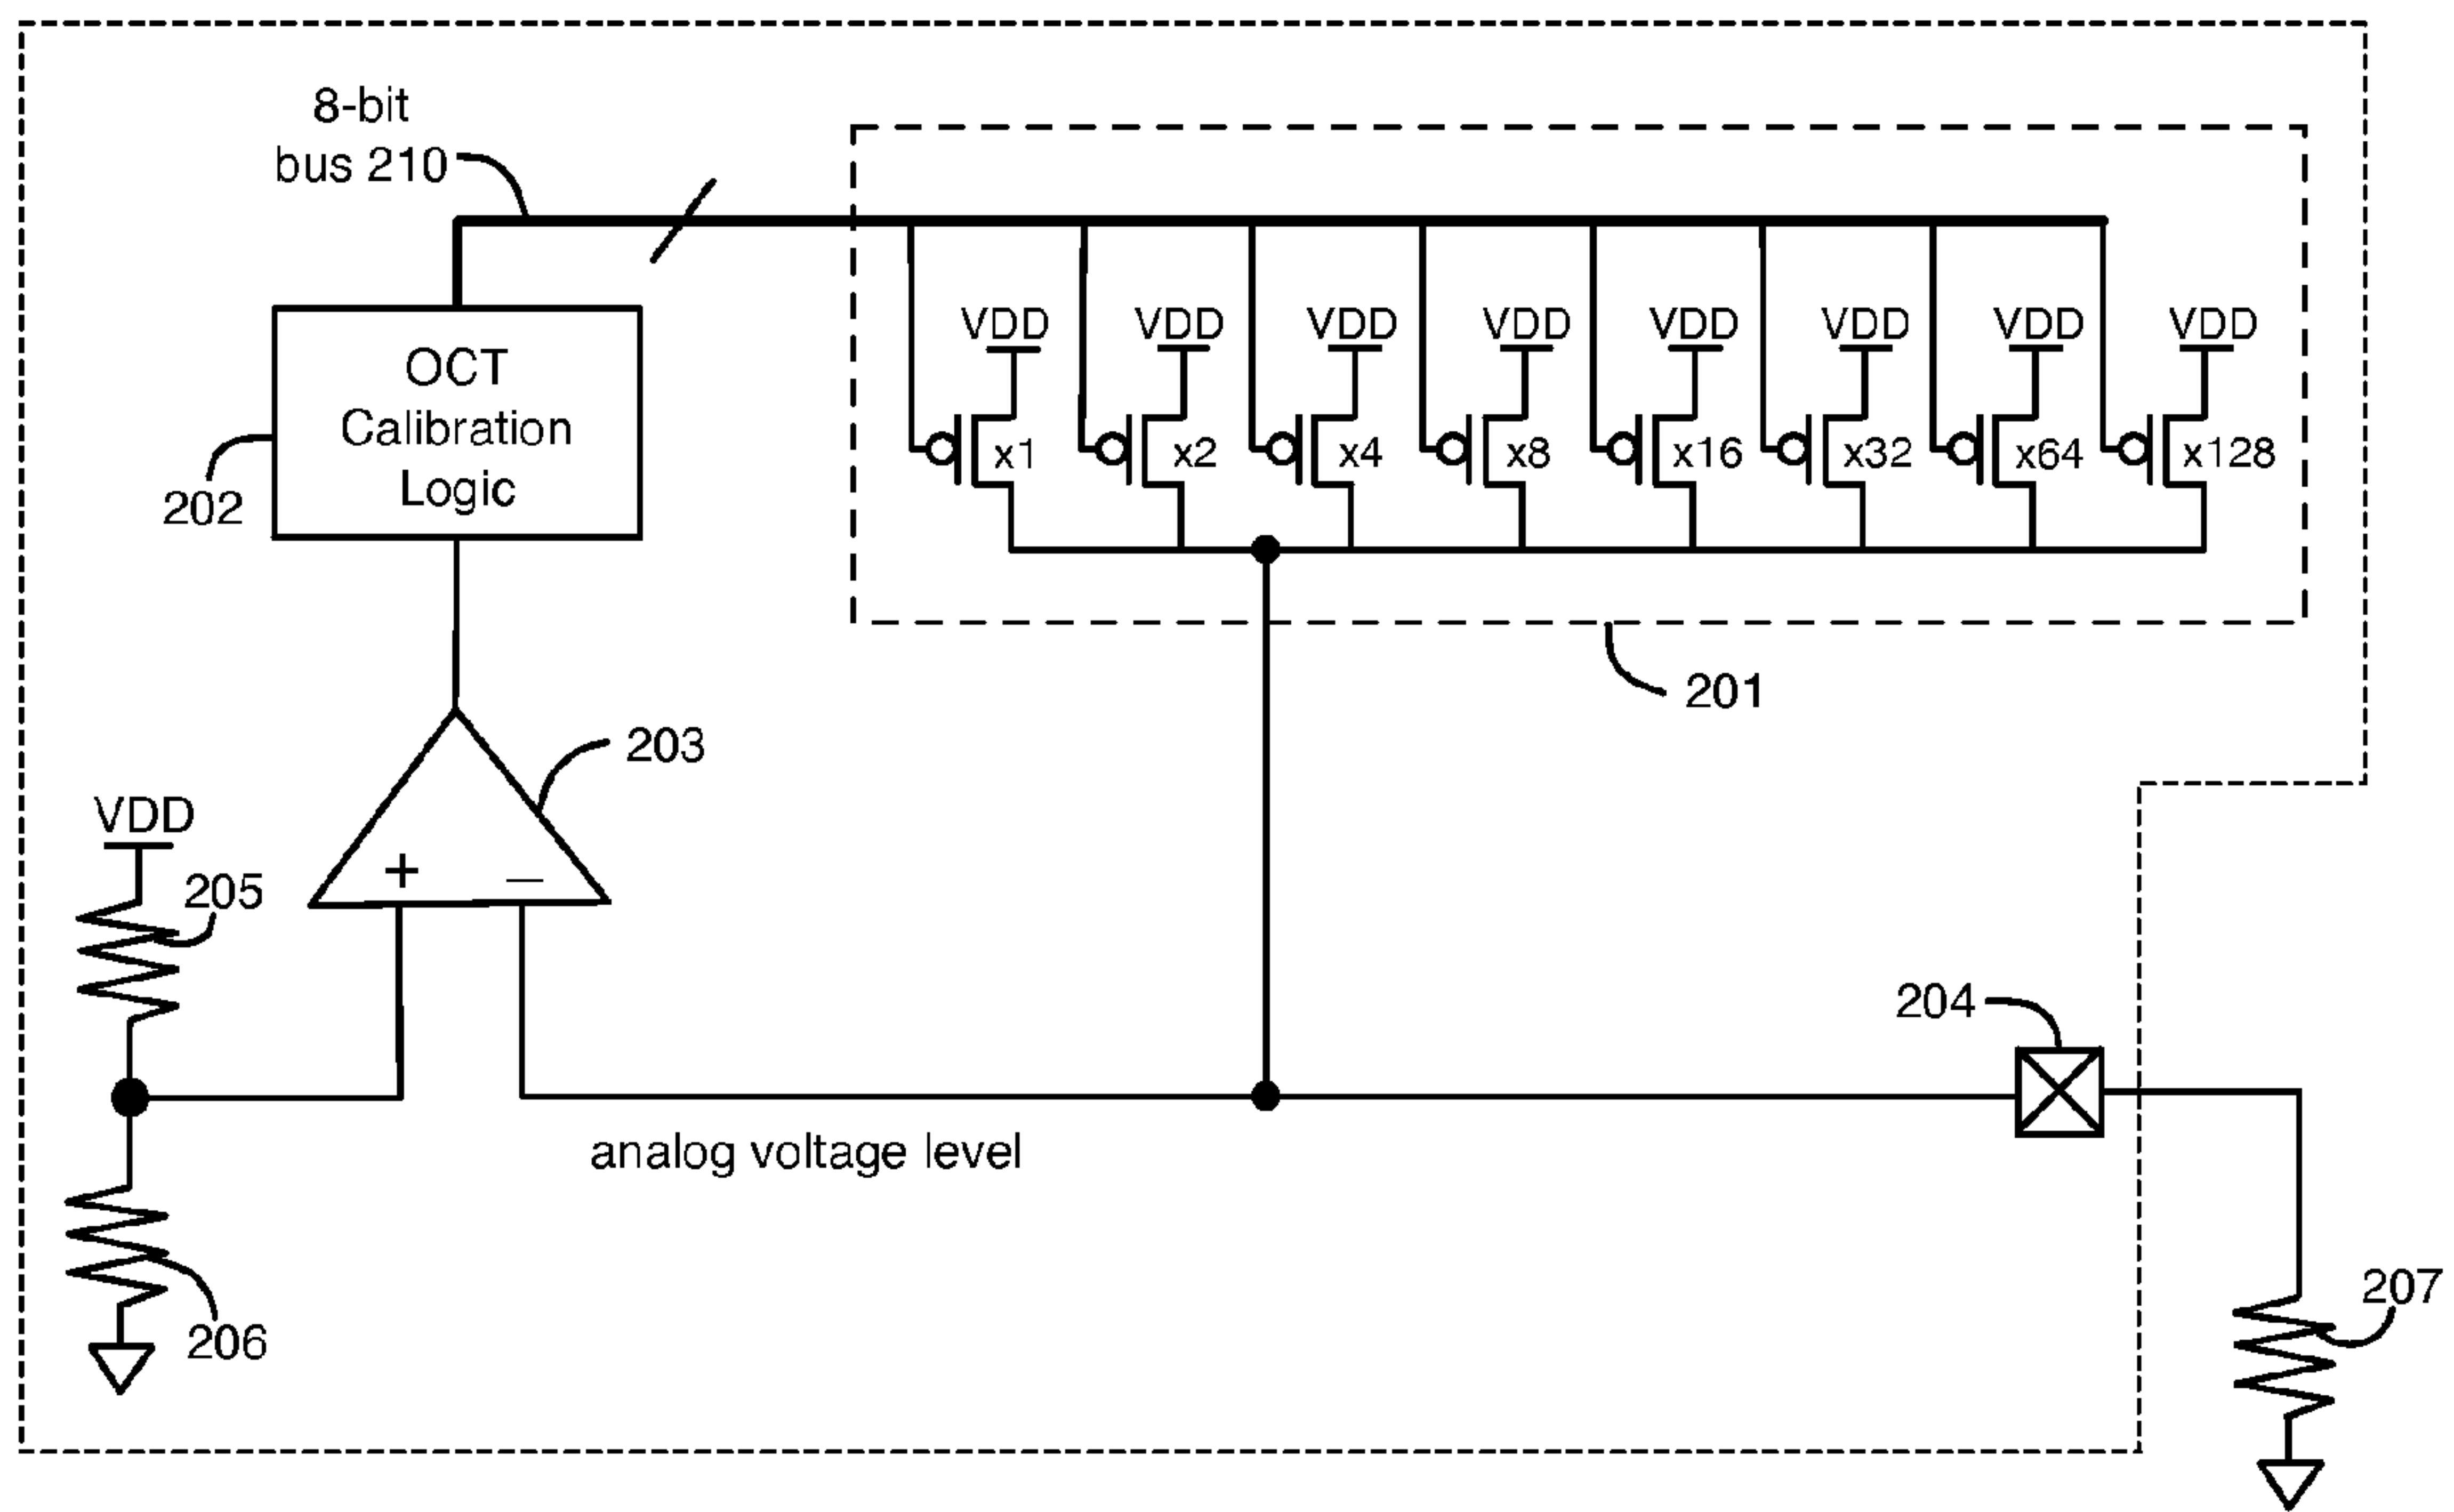 8-bit
bus 210
VDD VDD VDD VDD VDD VDD VDD VDD
OCT
Calibration
Logic
x1 x2 x4 x8 x16 x32 x64 x128
202
201
203
VDD
205
+ −
204
analog voltage level
206
207